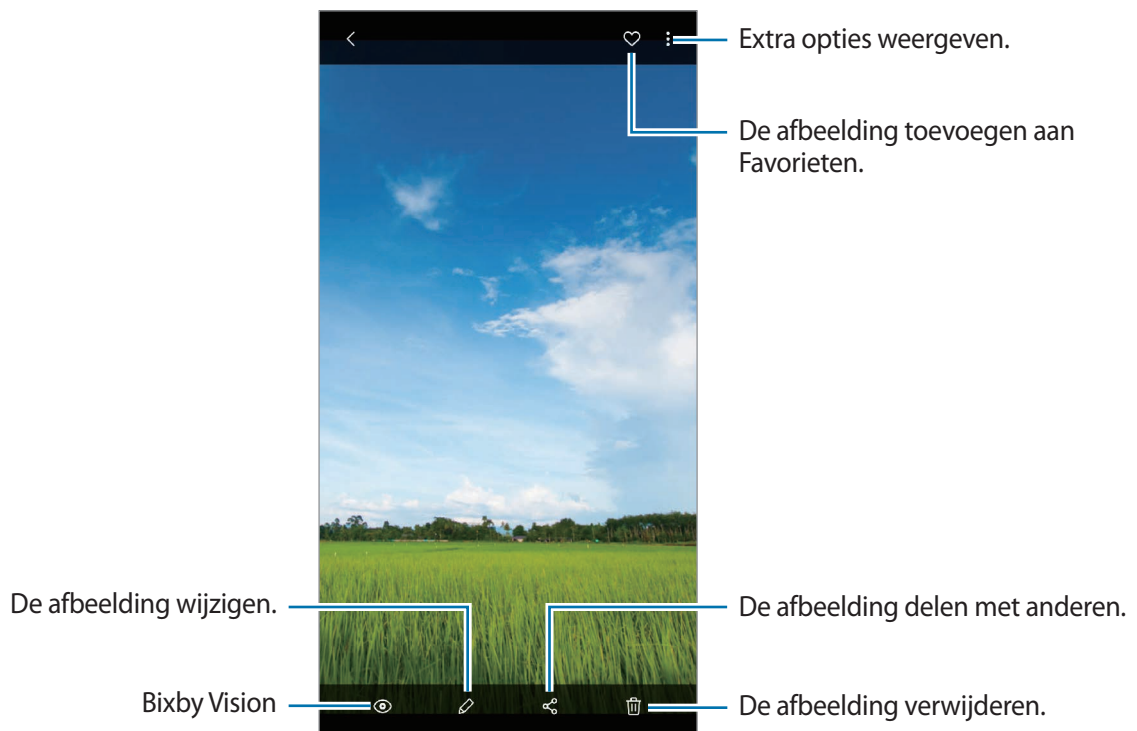 Extra opties weergeven.
De afbeelding toevoegen aan
Favorieten.
De afbeelding wijzigen.
De afbeelding delen met anderen.
Bixby Vision
De afbeelding verwijderen.